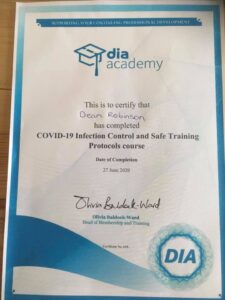 SUPPORTING YOUR CONTINUING PROFESSIONAL DEVELOPMENT
dia
academy
This is to certify that
Dean Robinson
has completed
COVID-19 Infection Control and Safe Training
Protocols course
Date of Completion
27 June 2020
Olivia Baldock-Ward
Olivia Baldock-Ward
Head of Membership and Training
Certificate No.
DIA